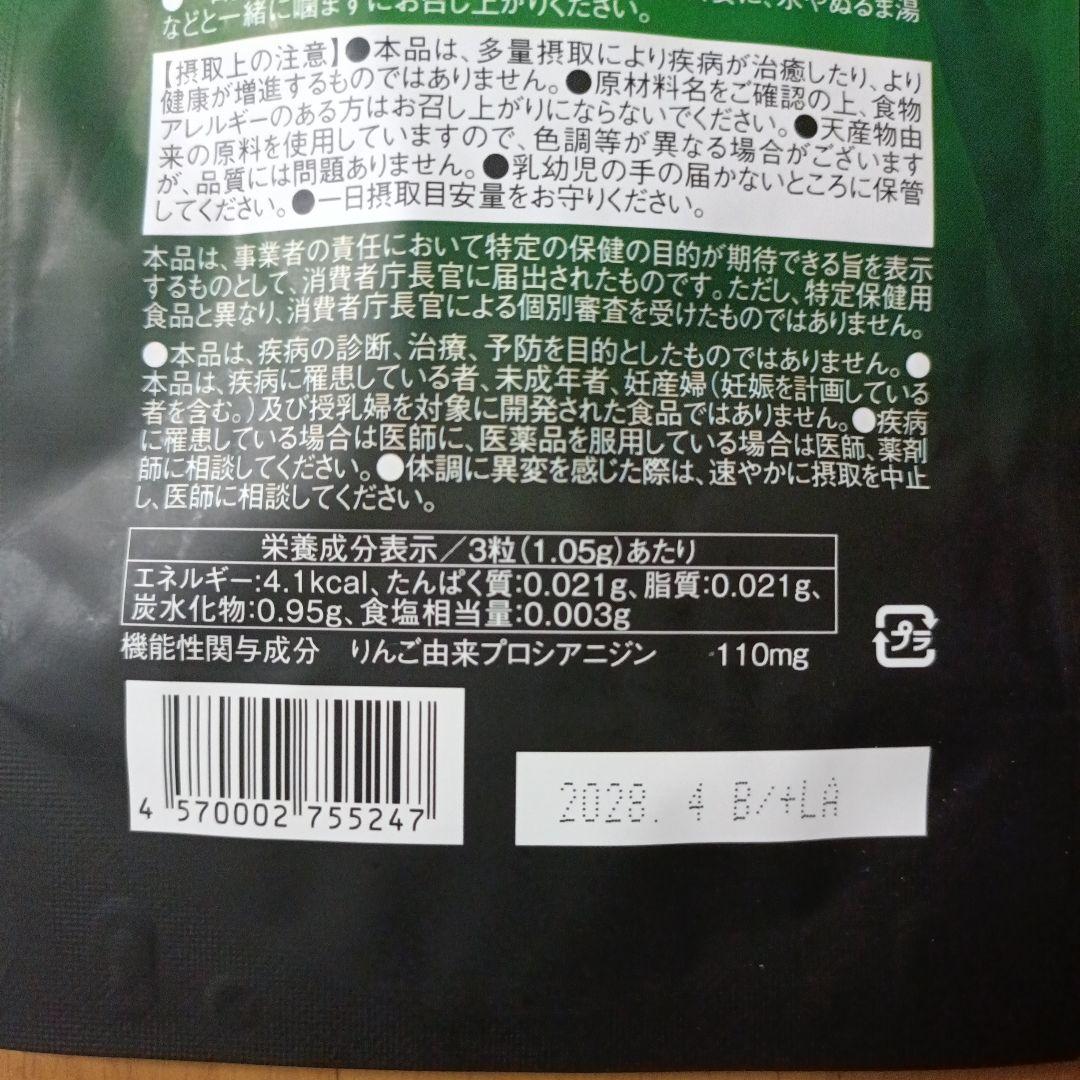 などと一緒に噛まずにお召し上がりください。
【摂取上の注意】●本品は、多量摂取により疾病が治癒したり、より
健康が増進するものではありません。●原材料名をご確認の上、食物
アレルギーのある方はお召し上がりにならないでください。●天産物由
来の原料を使用していますので、色調等が異なる場合がございます
が、品質には問題ありません。●乳幼児の手の届かないところに保管
してください。●一日摂取目安量をお守りください。
本品は、事業者の責任において特定の保健の目的が期待できる旨を表示
するものとして、消費者庁長官に届出されたものです。ただし、特定保健用
食品と異なり、消費者庁長官による個別審査を受けたものではありません。
●本品は、疾病の診断、治療、予防を目的としたものではありません。●
本品は、疾病に罹患している者、未成年者、妊産婦(妊娠を計画している
者を含む。)及び授乳婦を対象に開発された食品ではありません。●疾病
に罹患している場合は医師に、医薬品を服用している場合は医師、薬剤
師に相談してください。●体調に異変を感じた際は、速やかに摂取を中止
し、医師に相談してください。
栄養成分表示/3粒(1.05g)あたり
エネルギー:4.1kcal、たんぱく質:0.021g、脂質:0.021g、
炭水化物:0.95g、食塩相当量:0.003g
機能性関与成分 りんご由来プロシアニジン 110mg
プラ
4 570002 755247
2028. 4 B/+LA